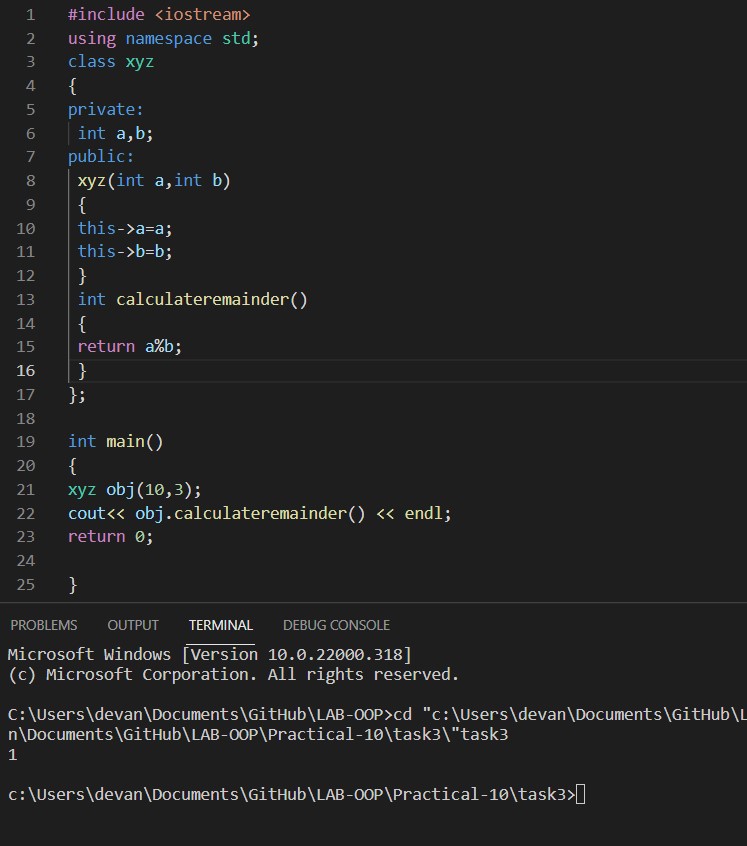 1 #include <iostream>
2 using namespace std;
3 class xyz
4 {
5 private:
6 int a,b;
7 public:
8 xyz(int a,int b)
9 {
10 this->a=a;
11 this->b=b;
12 }
13 int calculateremainder()
14 {
15 return a%b;
16 }
17 };
18
19 int main()
20 {
21 xyz obj(10,3);
22 cout<< obj.calculateremainder() << endl;
23 return 0;
24
25 }
PROBLEMS OUTPUT TERMINAL DEBUG CONSOLE
Microsoft Windows [Version 10.0.22000.318]
(c) Microsoft Corporation. All rights reserved.
C:\Users\devan\Documents\GitHub\LAB-OOP>cd "c:\Users\devan\Documents\GitHub\L
n\Documents\GitHub\LAB-OOP\Practical-10\task3\"task3
1
c:\Users\devan\Documents\GitHub\LAB-OOP\Practical-10\task3>